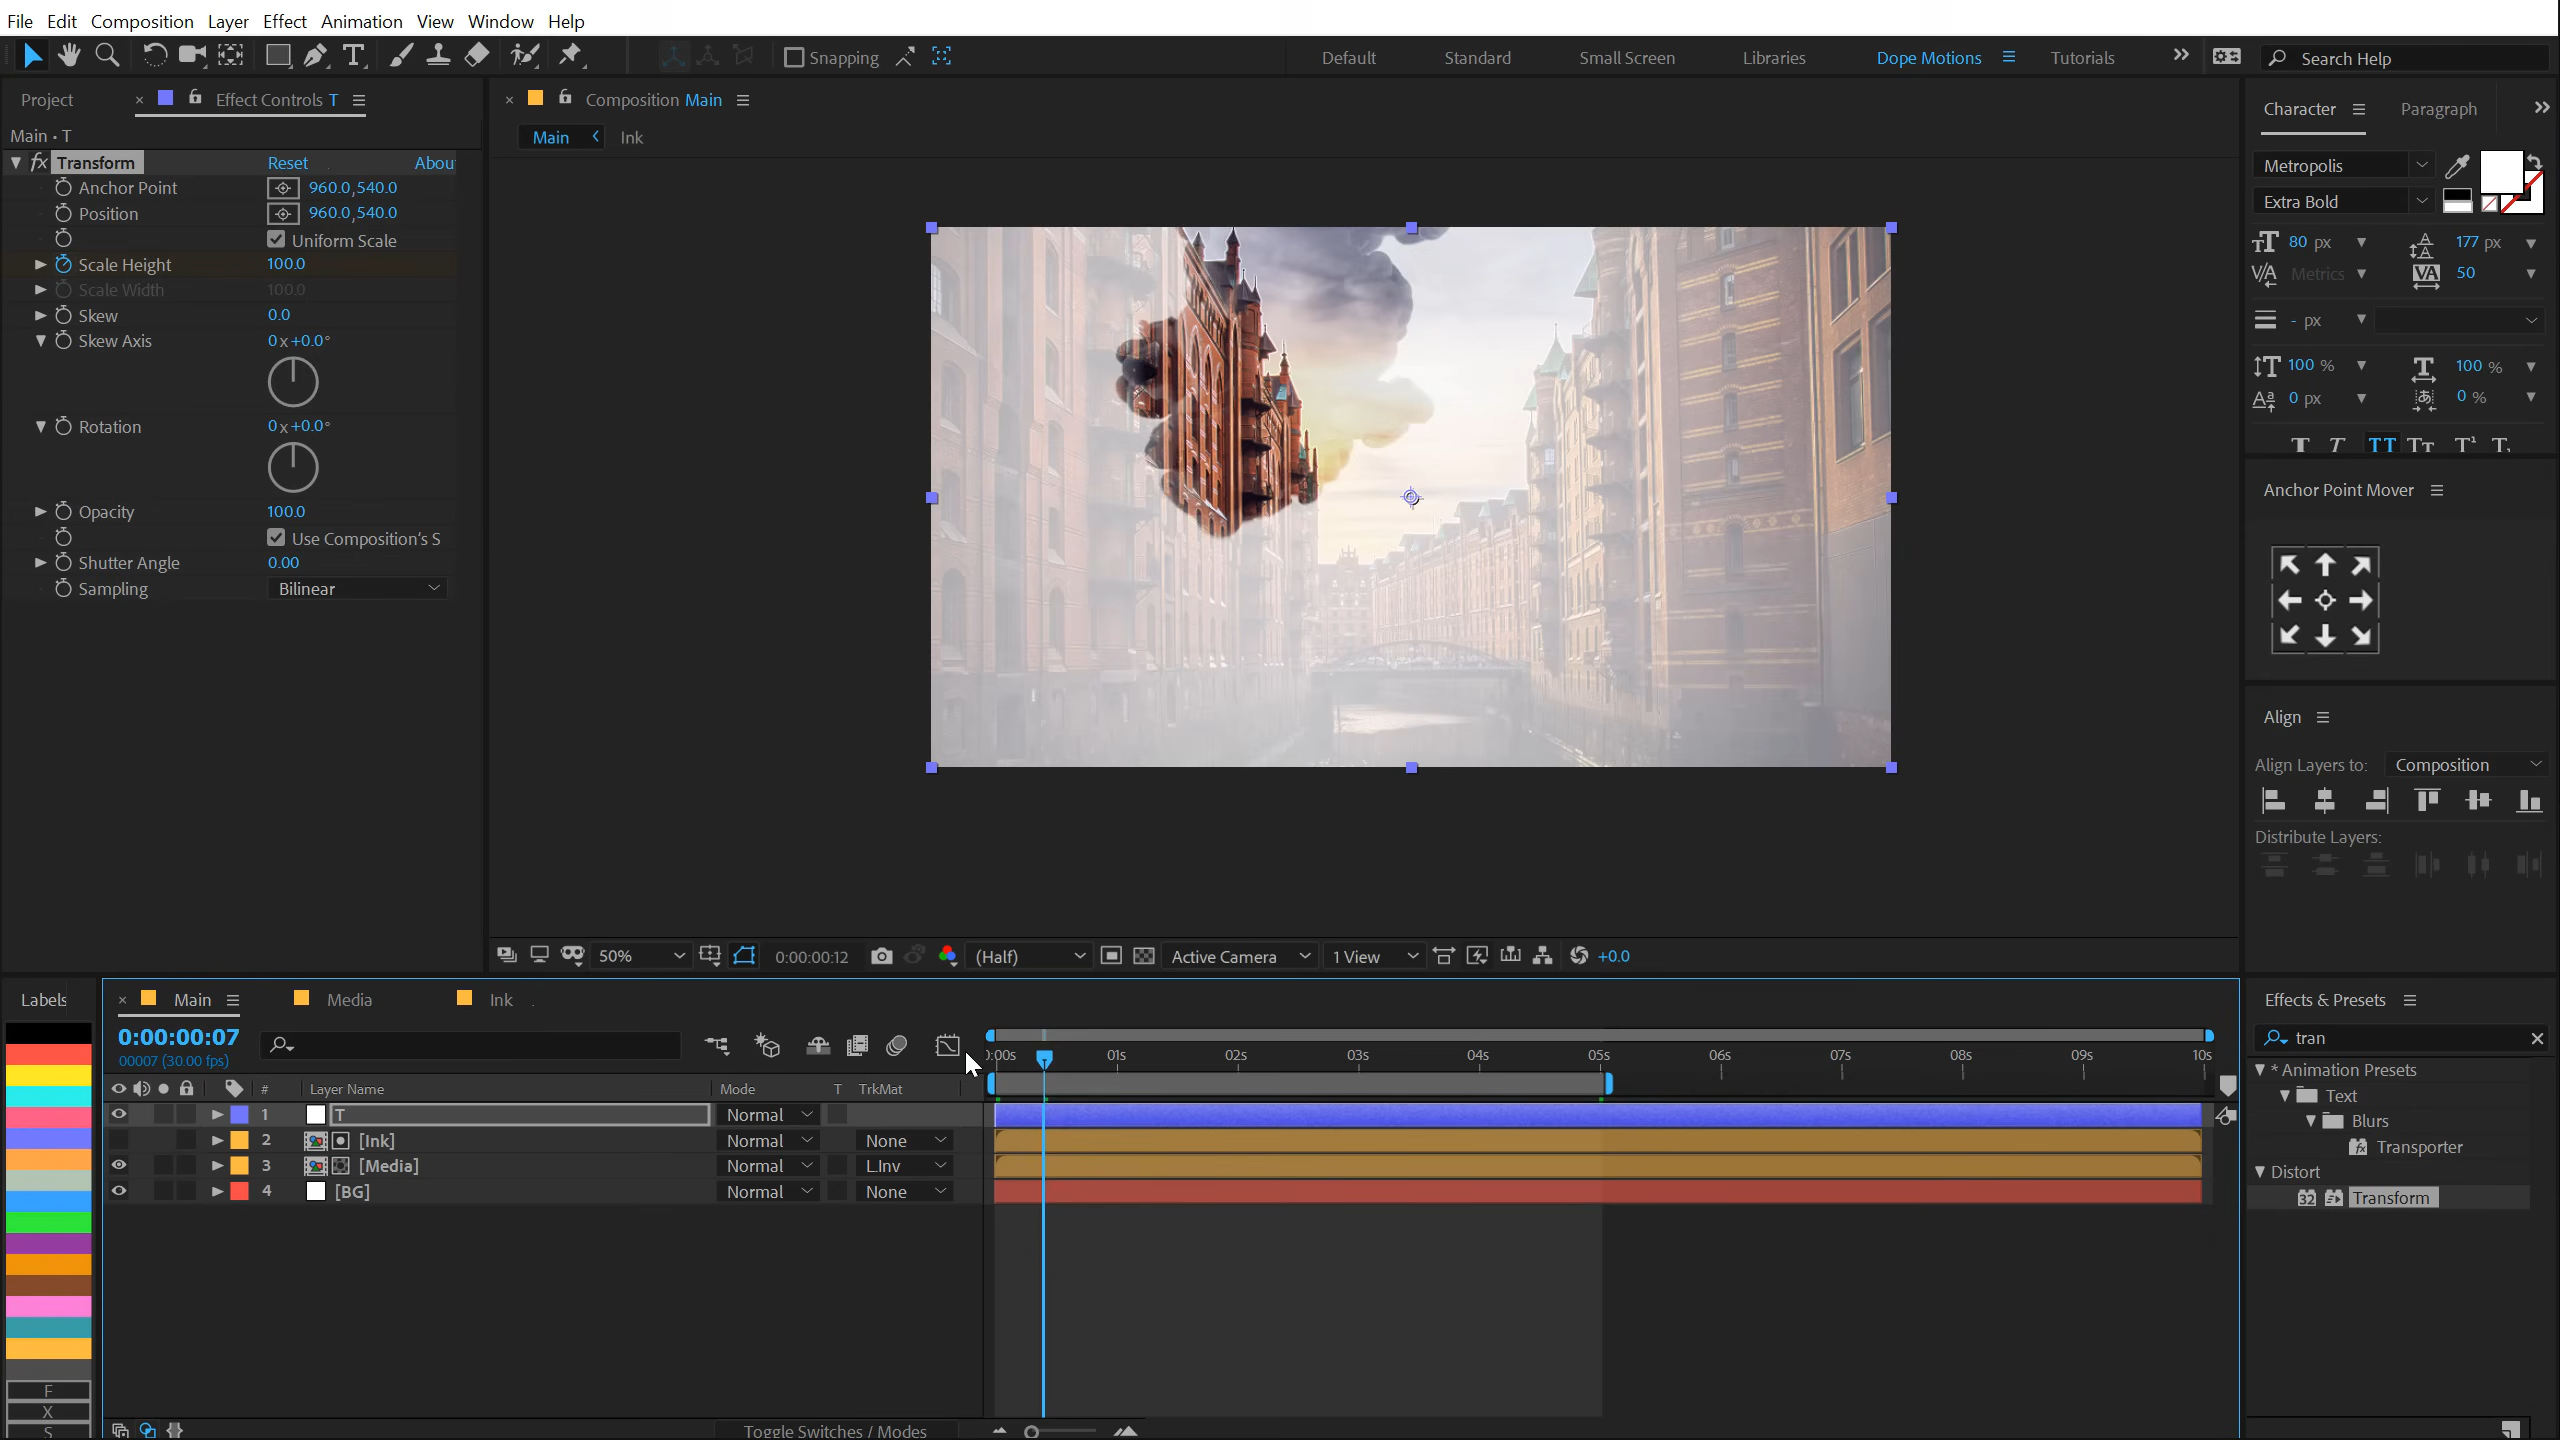 File Edit Composition Layer Effect Animation View Window Help
Snapping Default Standard Small Screen Libraries Dope Motions Tutorials Search Help
Project Effect Controls T
Main • T
fx Transform Reset Abou
Anchor Point 960.0,540.0
Position 960.0,540.0
Uniform Scale
Scale Height 100.0
Scale Width 100.0
Skew 0.0
Skew Axis 0x+0.0°
Rotation 0x+0.0°
Opacity 100.0
Use Composition's S
Shutter Angle 0.00
Sampling Bilinear
Composition Main
Main Ink
50% 0:00:00:12 (Half) Active Camera 1 View +0.0
Character Paragraph
Metropolis
Extra Bold
80 px 177 px
Metrics 50
- px
100 % 100 %
0 px 0 %
Anchor Point Mover
Align
Align Layers to: Composition
Distribute Layers:
Labels
F
X
S
Main Media Ink
0:00:00:07
00007 (30.00 fps)
# Layer Name Mode T TrkMat
1 T Normal
2 [Ink] Normal None
3 [Media] Normal L.Inv
4 [BG] Normal None
Toggle Switches / Modes
0:00s 01s 02s 03s 04s 05s 06s 07s 08s 09s 10s
Effects & Presets
tran
* Animation Presets
Text
Blurs
Transporter
Distort
32 Transform